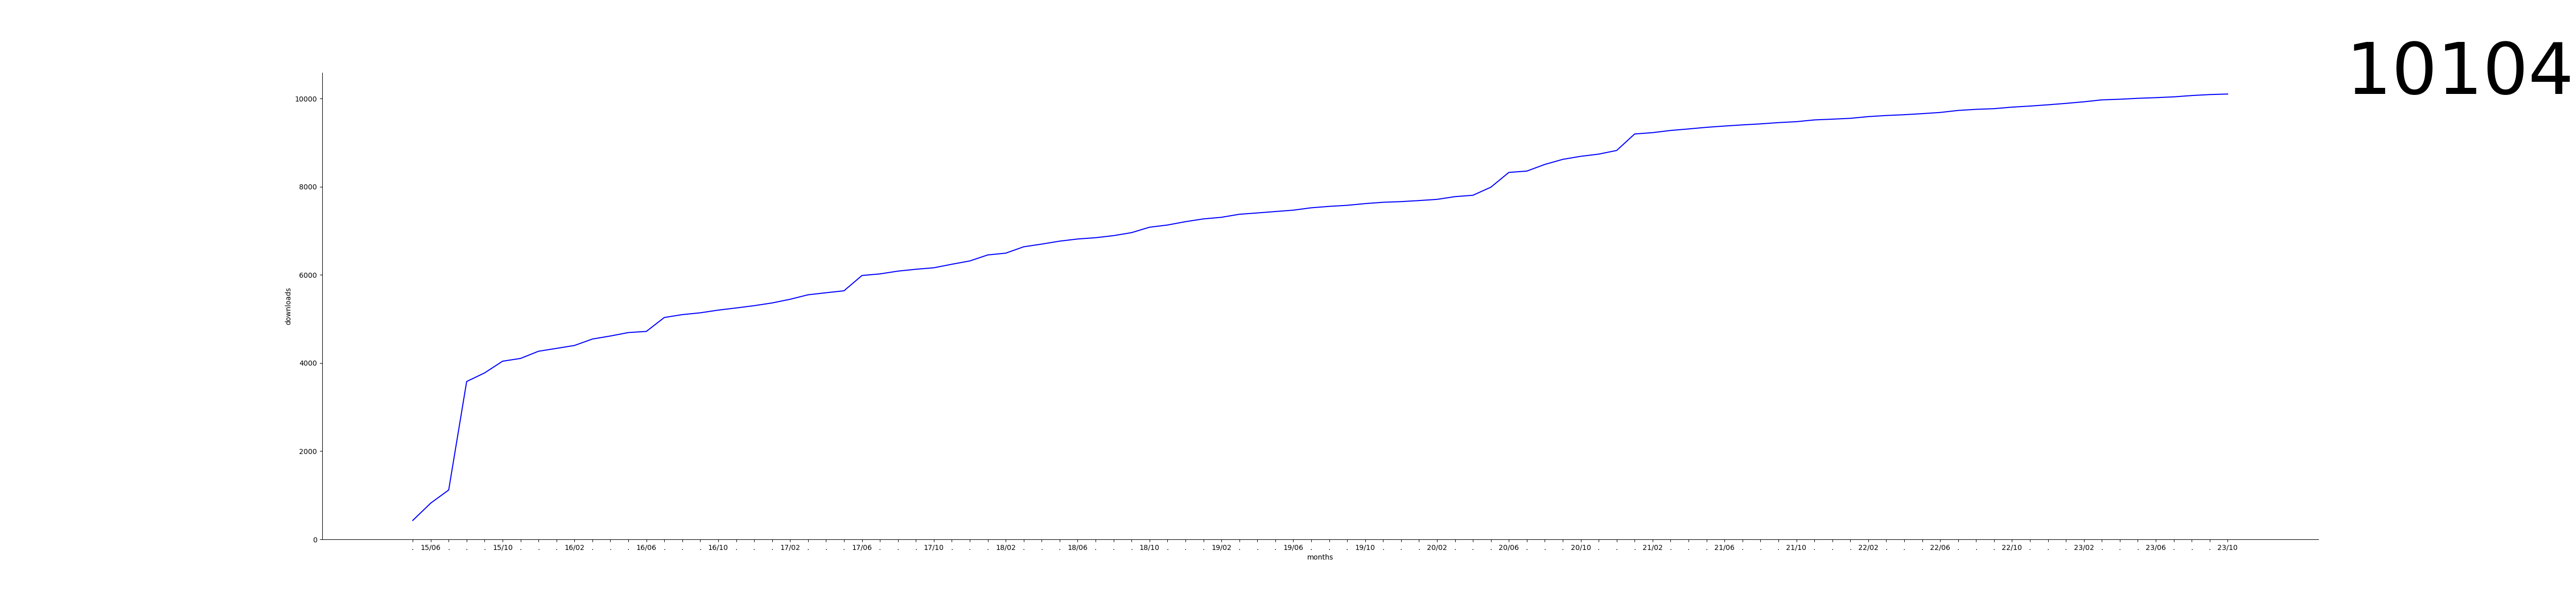 10104
10000
8000
6000
4000
2000
0
downloads
. 15/06 . . . 15/10 . . . 16/02 . . . 16/06 . . . 16/10 . . . 17/02 . . . 17/06 . . . 17/10 . . . 18/02 . . . 18/06 . . . 18/10 . . . 19/02 . . . 19/06 . . . 19/10 . . . 20/02 . . . 20/06 . . . 20/10 . . . 21/02 . . . 21/06 . . . 21/10 . . . 22/02 . . . 22/06 . . . 22/10 . . . 23/02 . . . 23/06 . . . 23/10
months